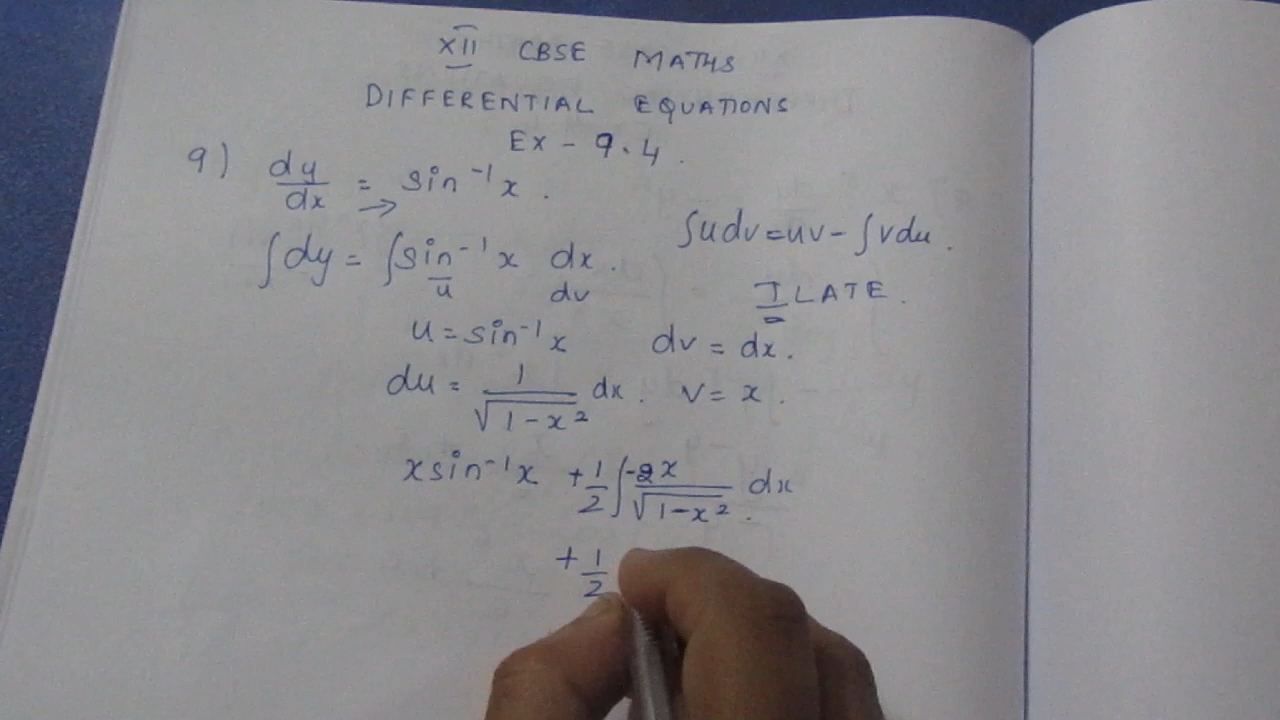 XII CBSE MATHS
DIFFERENTIAL EQUATIONS
Ex - 9.4.
9) dy/dx = sin⁻¹x.
∫dy = ∫sin⁻¹x dx.
u dv
∫udv = uv - ∫vdu.
ILATE.
u = sin⁻¹x dv = dx.
du = 1/√(1-x²) dx. v = x.
x sin⁻¹x + 1/2 ∫ -2x/√(1-x²) dx.
+ 1/2